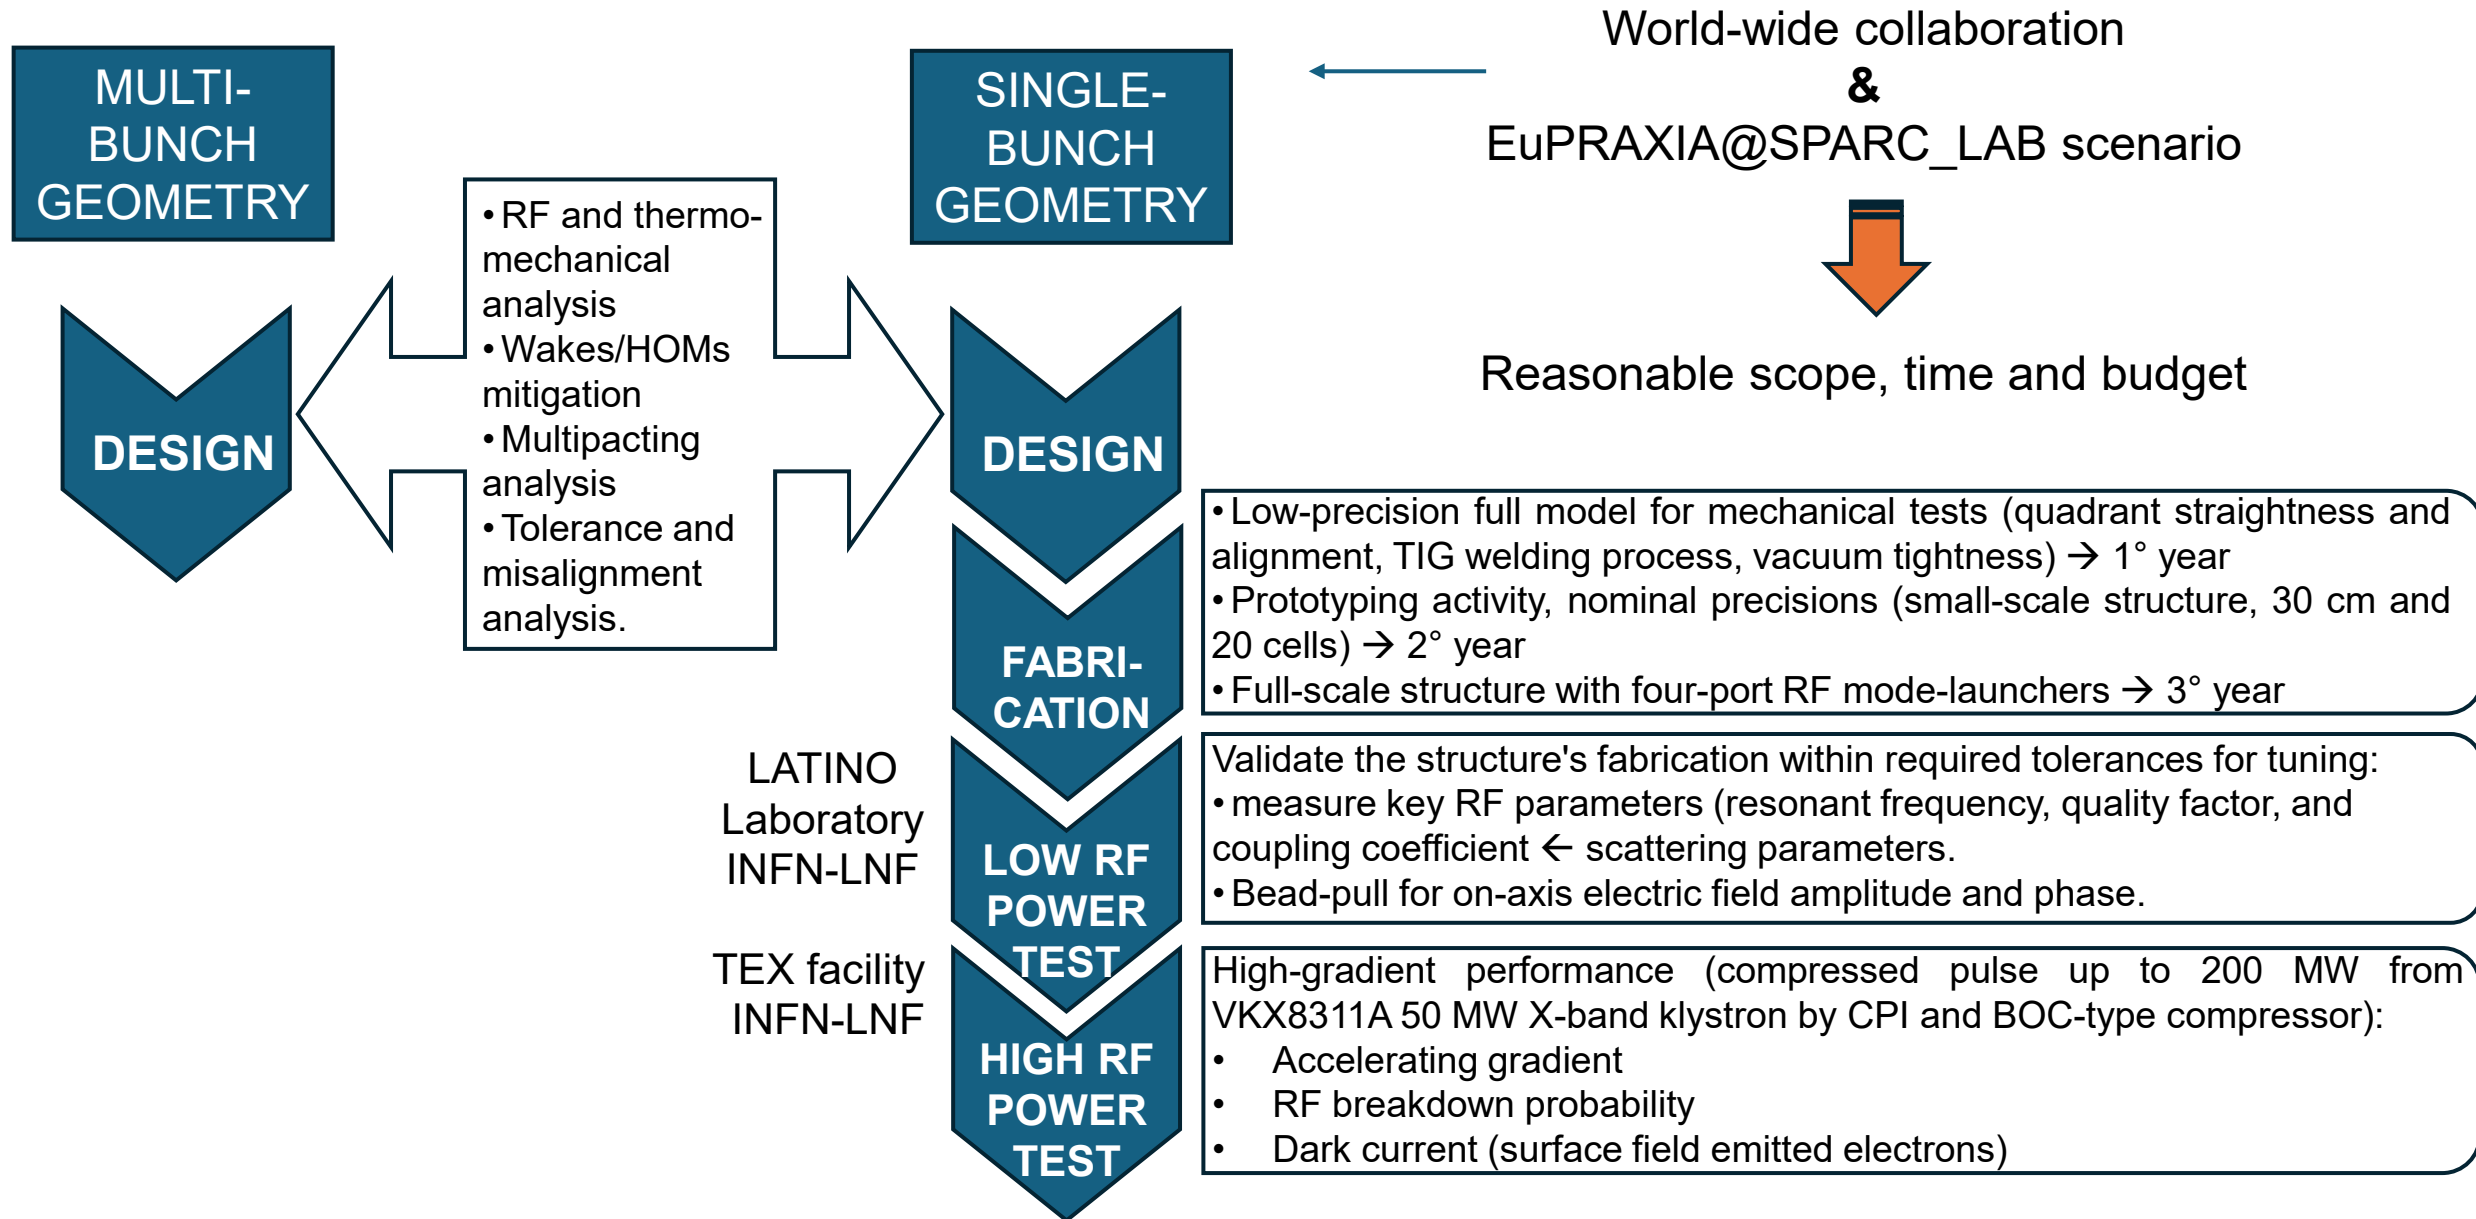 MULTI-
BUNCH
GEOMETRY
SINGLE-
BUNCH
GEOMETRY
World-wide collaboration
&
EuPRAXIA@SPARC_LAB scenario
Reasonable scope, time and budget
• RF and thermo-
mechanical
analysis
• Wakes/HOMs
mitigation
• Multipacting
analysis
• Tolerance and
misalignment
analysis.
DESIGN
DESIGN
FABRI-
CATION
• Low-precision full model for mechanical tests (quadrant straightness and
alignment, TIG welding process, vacuum tightness) → 1° year
• Prototyping activity, nominal precisions (small-scale structure, 30 cm and
20 cells) → 2° year
• Full-scale structure with four-port RF mode-launchers → 3° year
LATINO
Laboratory
INFN-LNF
LOW RF
POWER
TEST
Validate the structure's fabrication within required tolerances for tuning:
• measure key RF parameters (resonant frequency, quality factor, and
coupling coefficient ← scattering parameters.
• Bead-pull for on-axis electric field amplitude and phase.
TEX facility
INFN-LNF
HIGH RF
POWER
TEST
High-gradient performance (compressed pulse up to 200 MW from
VKX8311A 50 MW X-band klystron by CPI and BOC-type compressor):
• Accelerating gradient
• RF breakdown probability
• Dark current (surface field emitted electrons)